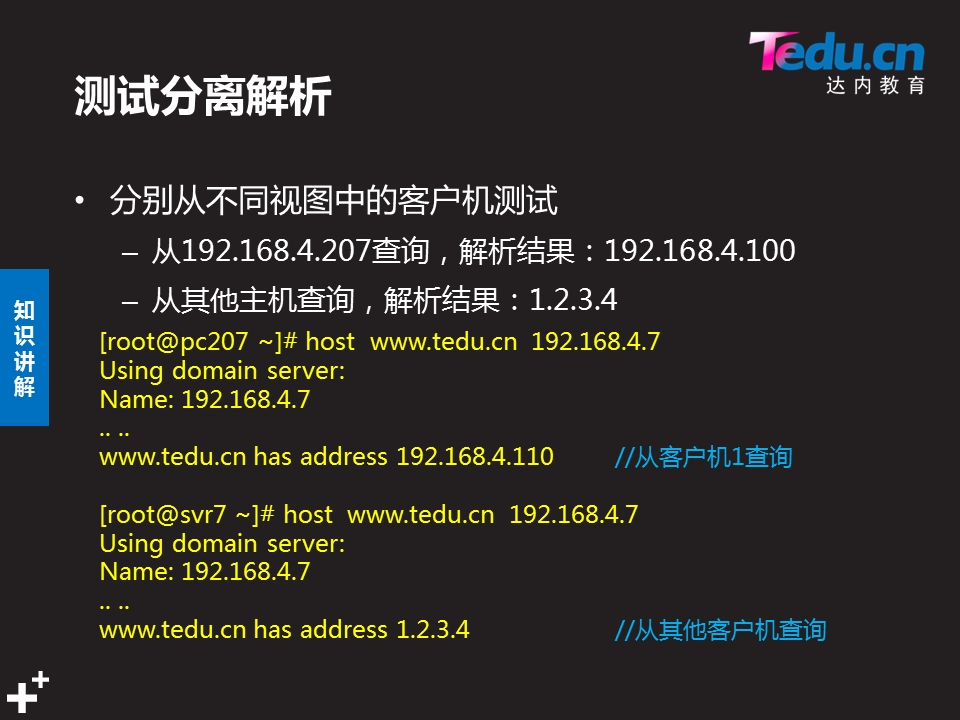 Tedu.cn
达内教育
测试分离解析
• 分别从不同视图中的客户机测试
– 从192.168.4.207查询，解析结果：192.168.4.100
– 从其他主机查询，解析结果：1.2.3.4
知识讲解
[root@pc207 ~]# host  www.tedu.cn  192.168.4.7
Using domain server:
Name: 192.168.4.7
.. ..
www.tedu.cn has address 192.168.4.110 //从客户机1查询
[root@svr7 ~]# host  www.tedu.cn  192.168.4.7
Using domain server:
Name: 192.168.4.7
.. ..
www.tedu.cn has address 1.2.3.4 //从其他客户机查询